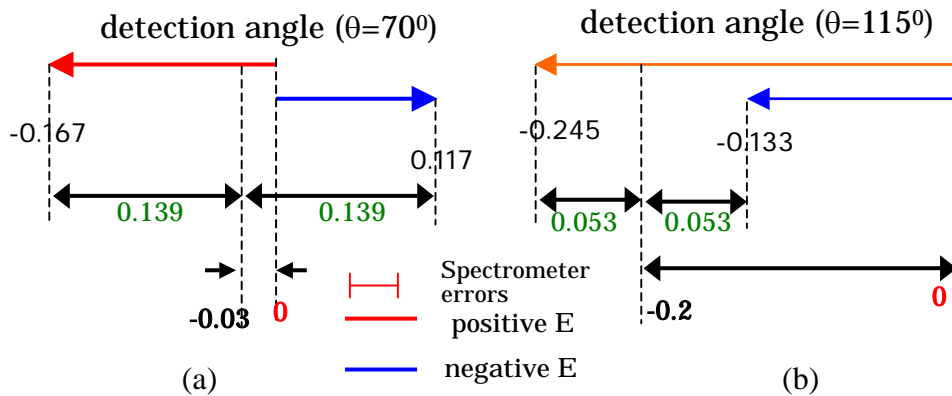 detection angle (θ=70⁰)
-0.167
0.117
0.139
0.139
-0.03
0
(a)
Spectrometer
errors
positive E
negative E
detection angle (θ=115⁰)
-0.245
-0.133
0.053
0.053
-0.2
0
(b)